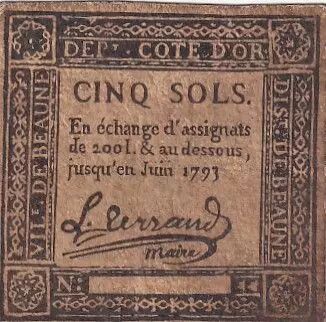 DEPT. COTE D'OR
VILLE DE BEAUNE
DIST. DE BEAUNE
CINQ SOLS.
En échange d'assignats
de 200 l. & au dessous,
jusqu'en Juin 1793
Maire
No.